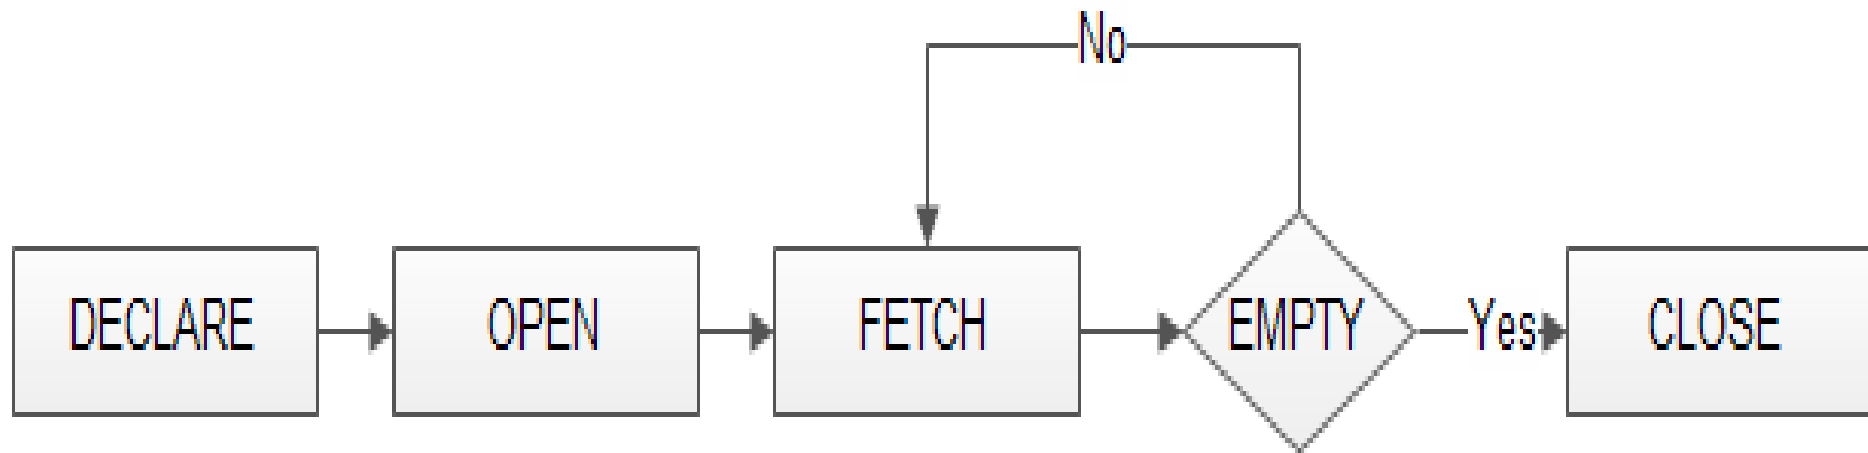 No
DECLARE
OPEN
FETCH
EMPTY
Yes
CLOSE